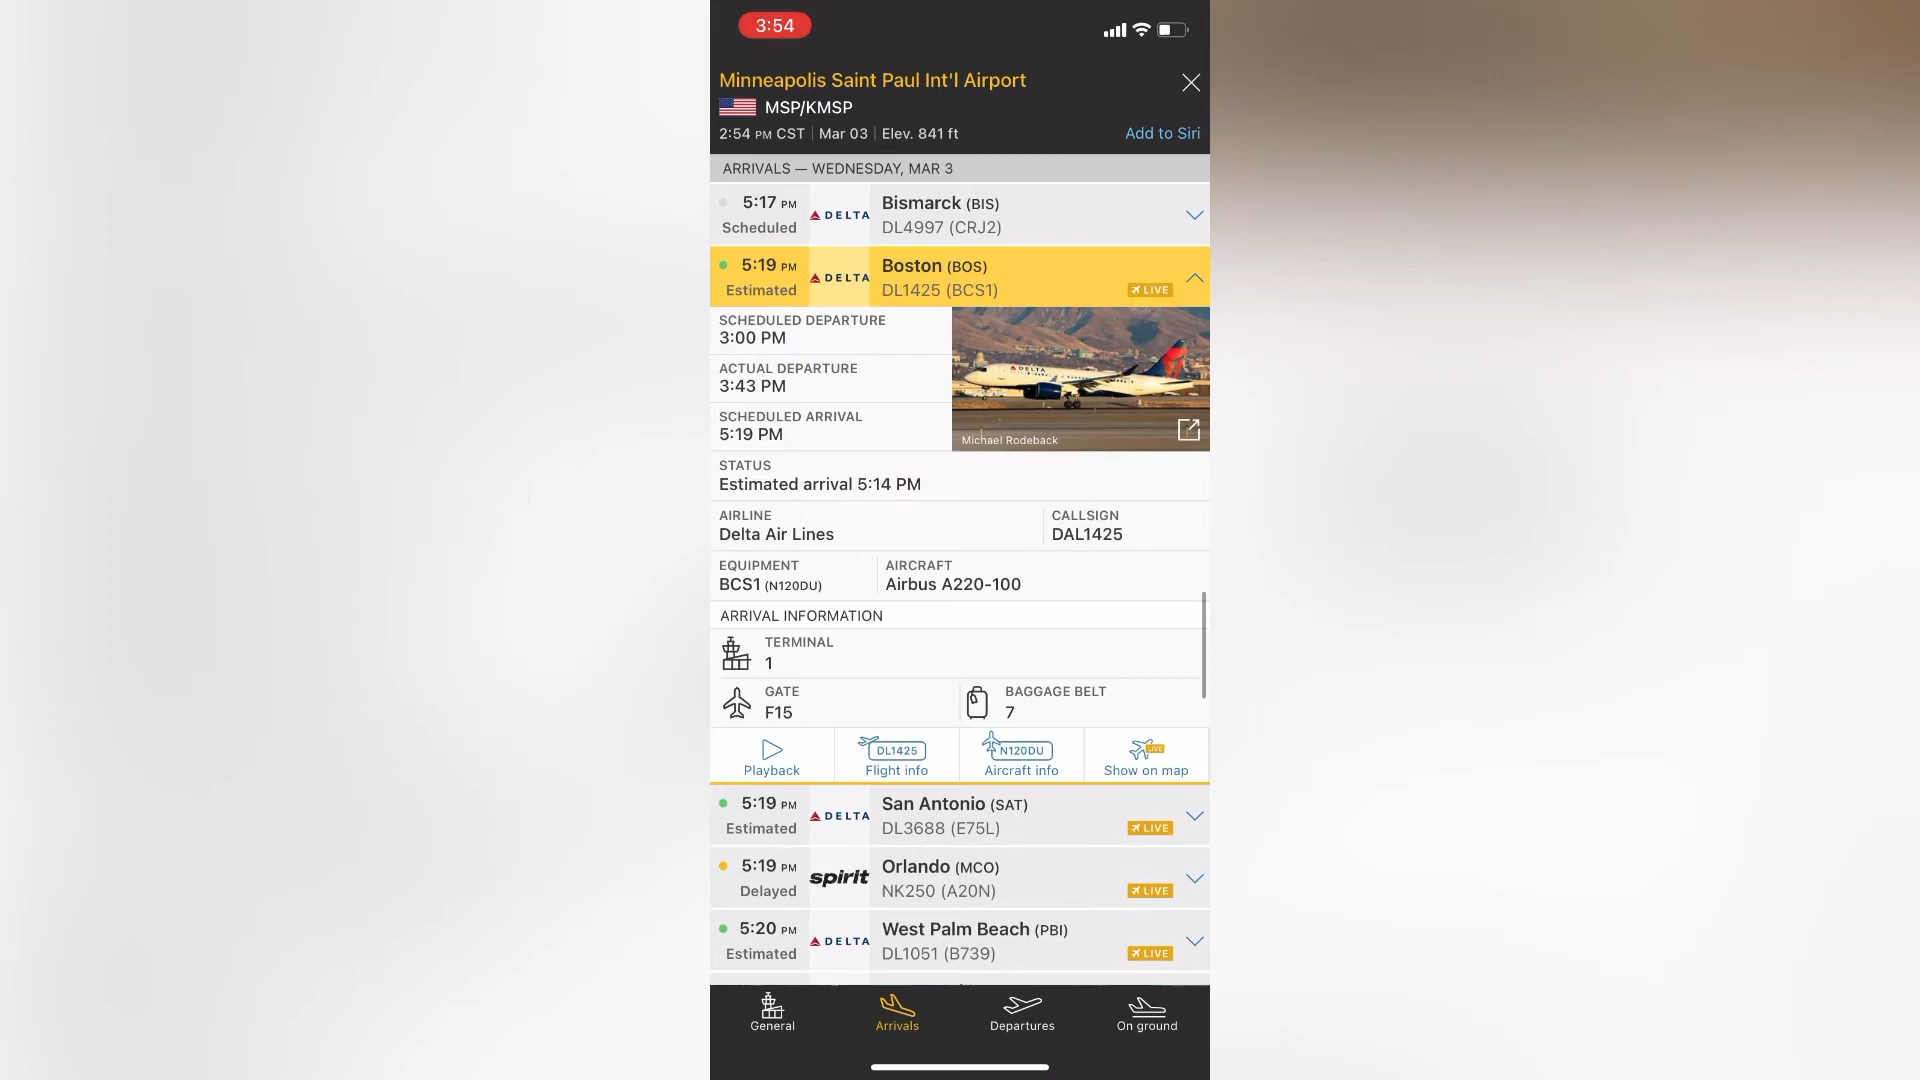 3:54
Minneapolis Saint Paul Int'l Airport
MSP/KMSP
2:54 PM CST | Mar 03 | Elev. 841 ft
Add to Siri
ARRIVALS — WEDNESDAY, MAR 3
5:17 PM
Scheduled
DELTA
Bismarck (BIS)
DL4997 (CRJ2)
5:19 PM
Estimated
DELTA
Boston (BOS)
DL1425 (BCS1)
LIVE
SCHEDULED DEPARTURE
3:00 PM
ACTUAL DEPARTURE
3:43 PM
SCHEDULED ARRIVAL
5:19 PM
DELTA
Michael Rodeback
STATUS
Estimated arrival 5:14 PM
AIRLINE
Delta Air Lines
CALLSIGN
DAL1425
EQUIPMENT
BCS1 (N120DU)
AIRCRAFT
Airbus A220-100
ARRIVAL INFORMATION
TERMINAL
1
GATE
F15
BAGGAGE BELT
7
Playback
DL1425
Flight info
N120DU
Aircraft info
LIVE
Show on map
5:19 PM
Estimated
DELTA
San Antonio (SAT)
DL3688 (E75L)
LIVE
5:19 PM
Delayed
spirit
Orlando (MCO)
NK250 (A20N)
LIVE
5:20 PM
Estimated
DELTA
West Palm Beach (PBI)
DL1051 (B739)
LIVE
General
Arrivals
Departures
On ground